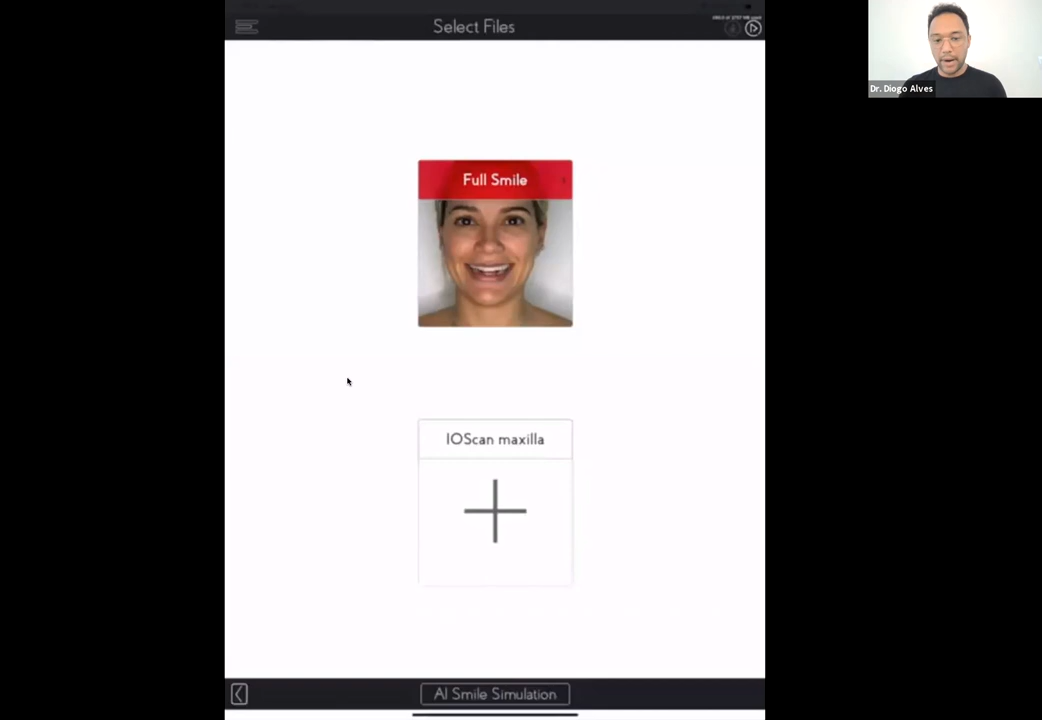 Select Files
Dr. Diogo Alves
Full Smile
IOScan maxilla
AI Smile Simulation